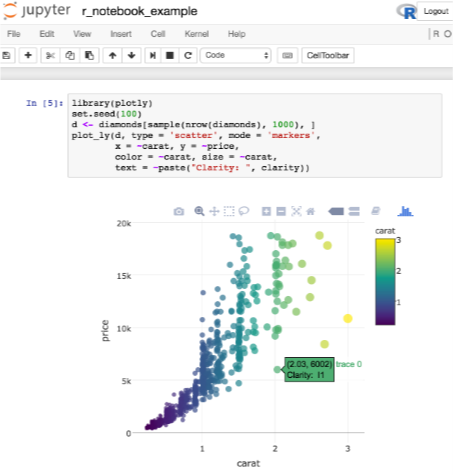 jupyter r_notebook_example
R Logout
File Edit View Insert Cell Kernel Help
R O
Code CellToolbar
In [5]: library(plotly)
set.seed(100)
d <- diamonds[sample(nrow(diamonds), 1000), ]
plot_ly(d, type = 'scatter', mode = 'markers',
x = ~carat, y = ~price,
color = ~carat, size = ~carat,
text = ~paste("Clarity: ", clarity))
carat
20k
3
15k
2
1
10k
price
(2.03, 6002) trace 0
Clarity: I1
5k
0
1 2 3
carat